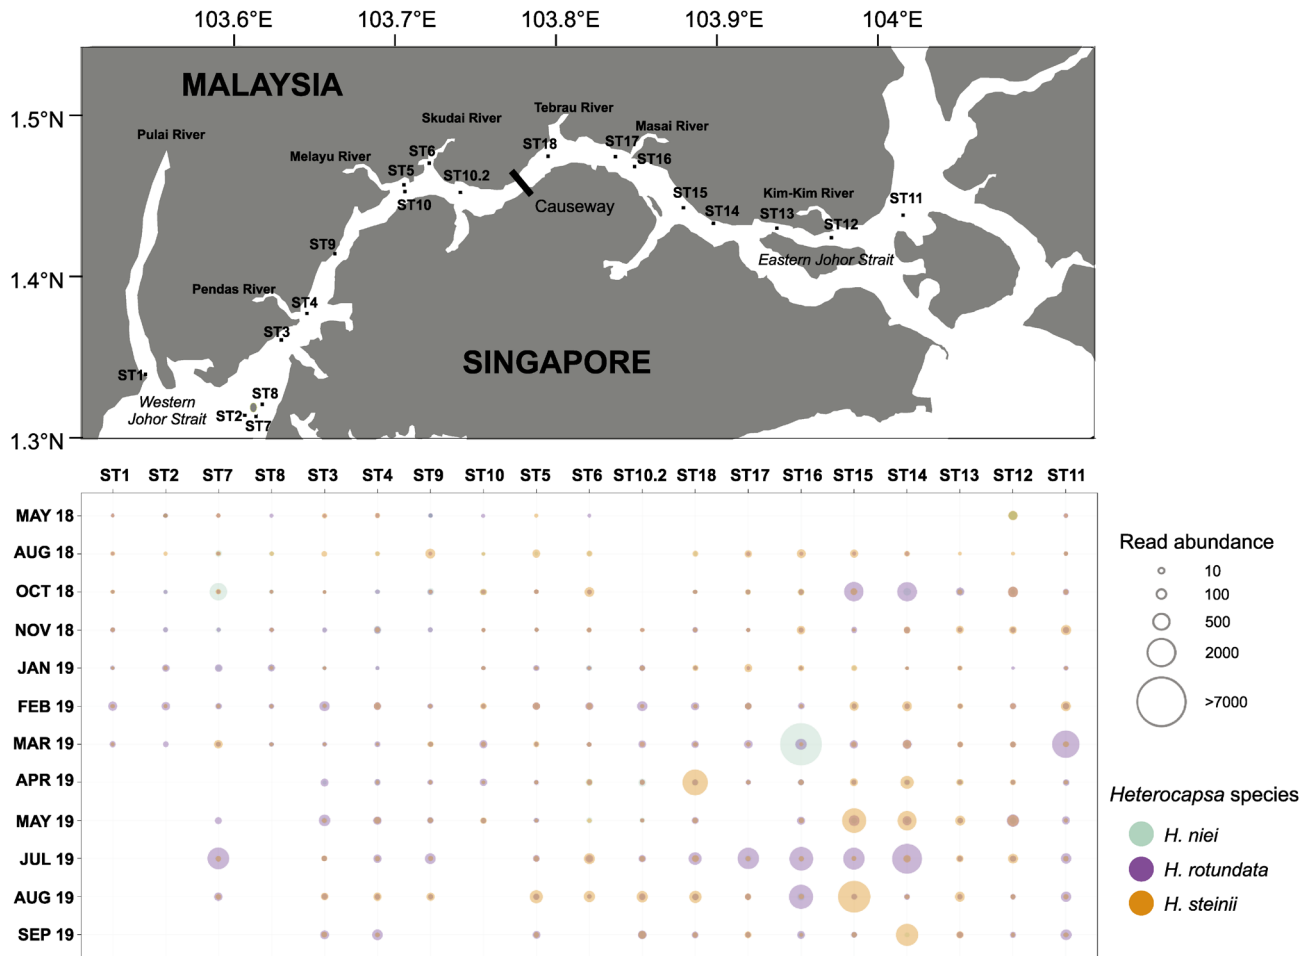 103.6°E 103.7°E 103.8°E 103.9°E 104°E
1.5°N
1.4°N
1.3°N
MALAYSIA
Pulai River
Melayu River
Skudai River
Tebrau River
Masai River
Kim-Kim River
Pendas River
ST6
ST5
ST10
ST10.2
ST18
ST17
ST16
ST15
ST14
ST13
ST12
ST11
Causeway
Eastern Johor Strait
ST9
ST4
ST3
SINGAPORE
ST1
Western
Johor Strait
ST8
ST2
ST7
ST1 ST2 ST7 ST8 ST3 ST4 ST9 ST10 ST5 ST6 ST10.2 ST18 ST17 ST16 ST15 ST14 ST13 ST12 ST11
MAY 18
AUG 18
OCT 18
NOV 18
JAN 19
FEB 19
MAR 19
APR 19
MAY 19
JUL 19
AUG 19
SEP 19
Read abundance
10
100
500
2000
>7000
Heterocapsa species
H. niei
H. rotundata
H. steinii